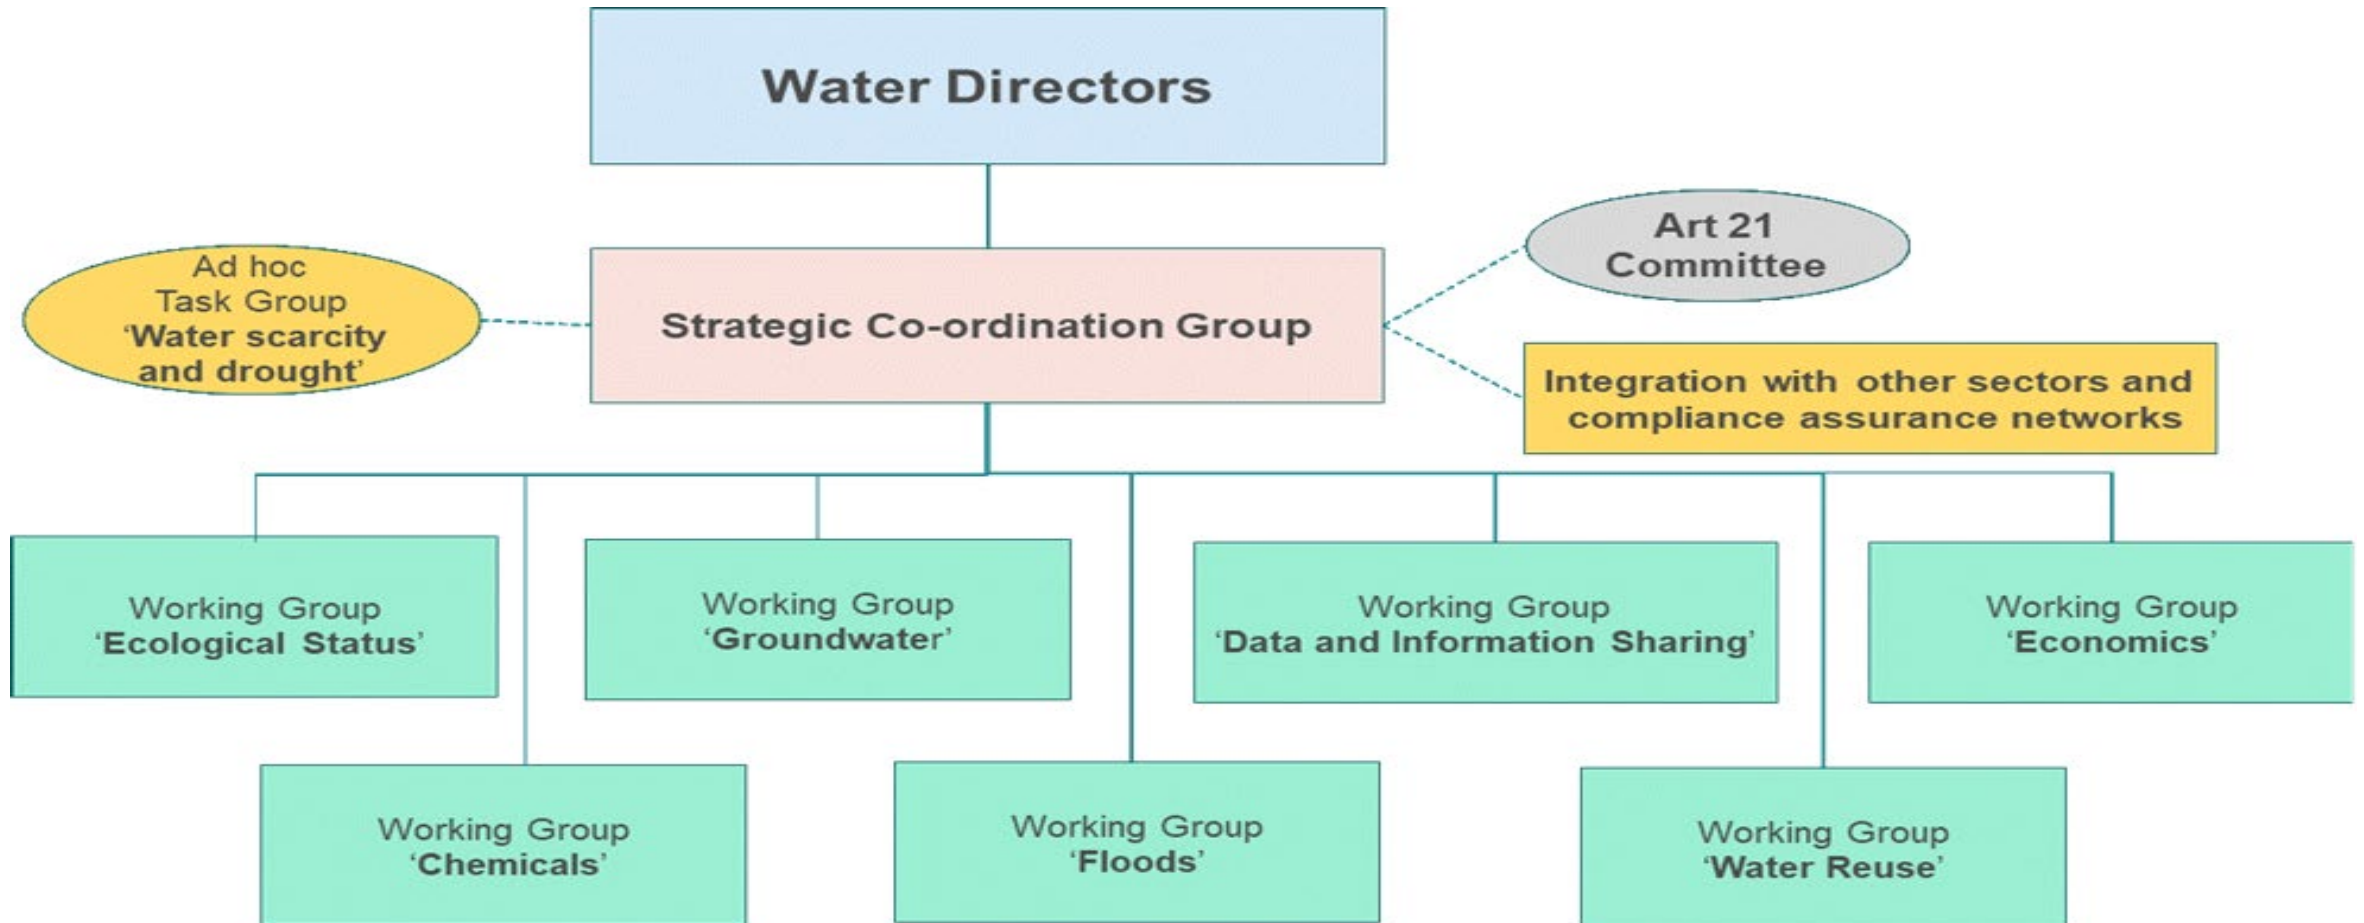 Water Directors
Art 21
Committee
Ad hoc
Task Group
‘Water scarcity
and drought’
Strategic Co-ordination Group
Integration with other sectors and
compliance assurance networks
Working Group
‘Ecological Status’
Working Group
‘Groundwater’
Working Group
‘Data and Information Sharing’
Working Group
‘Economics’
Working Group
‘Chemicals’
Working Group
‘Floods’
Working Group
‘Water Reuse’